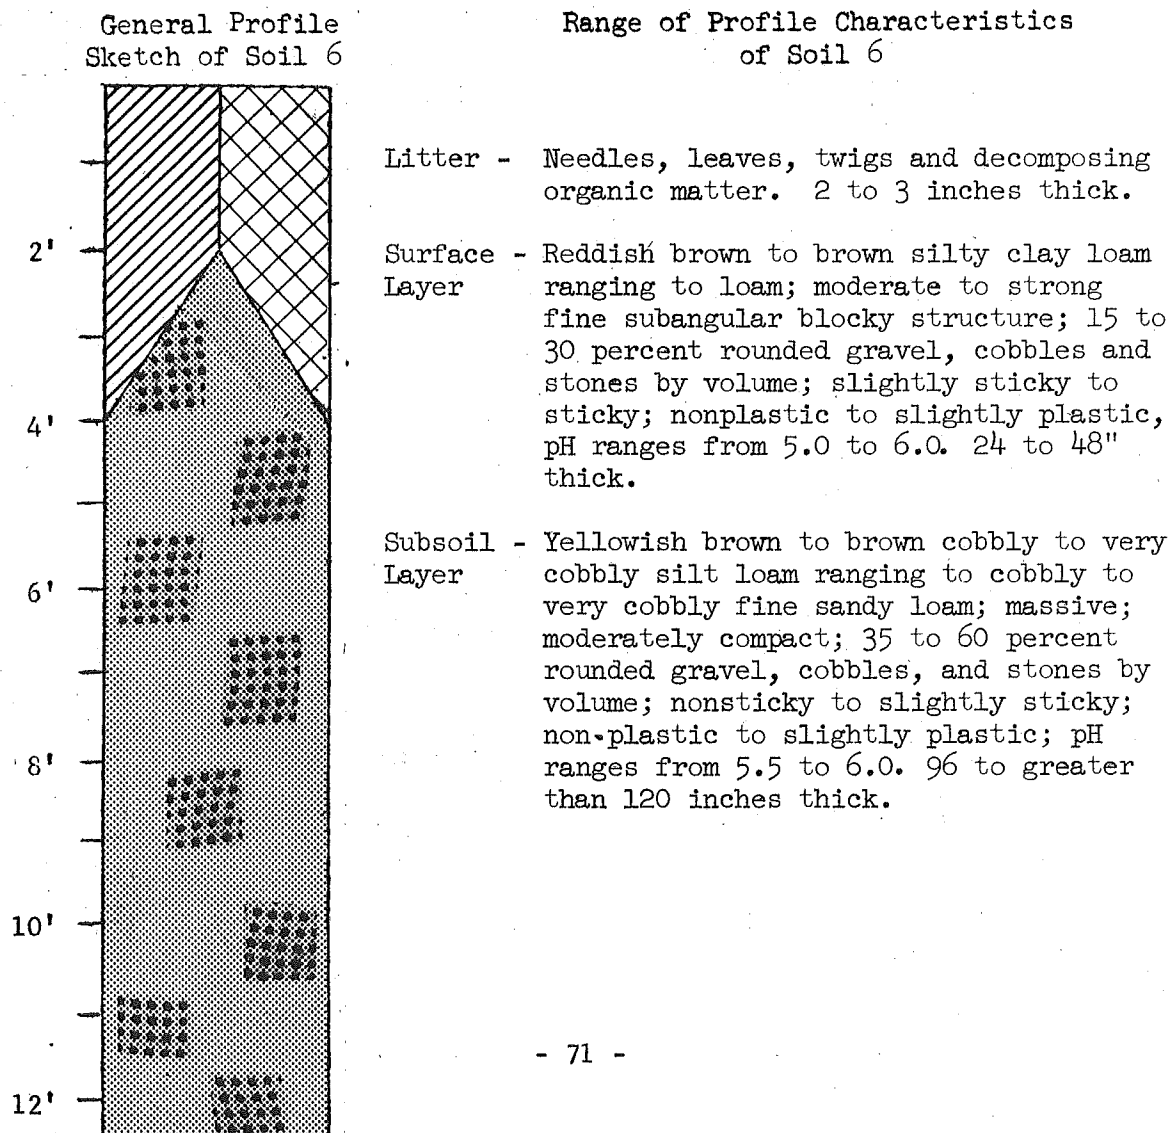 General Profile
Sketch of Soil 6
2'
4'
6'
8'
10'
12'
Range of Profile Characteristics
of Soil 6
Litter - Needles, leaves, twigs and decomposing
organic matter. 2 to 3 inches thick.
Surface - Reddish brown to brown silty clay loam
Layer ranging to loam; moderate to strong
fine subangular blocky structure; 15 to
30 percent rounded gravel, cobbles and
stones by volume; slightly sticky to
sticky; nonplastic to slightly plastic,
pH ranges from 5.0 to 6.0. 24 to 48"
thick.
Subsoil - Yellowish brown to brown cobbly to very
Layer cobbly silt loam ranging to cobbly to
very cobbly fine sandy loam; massive;
moderately compact; 35 to 60 percent
rounded gravel, cobbles, and stones by
volume; nonsticky to slightly sticky;
non-plastic to slightly plastic; pH
ranges from 5.5 to 6.0. 96 to greater
than 120 inches thick.
- 71 -